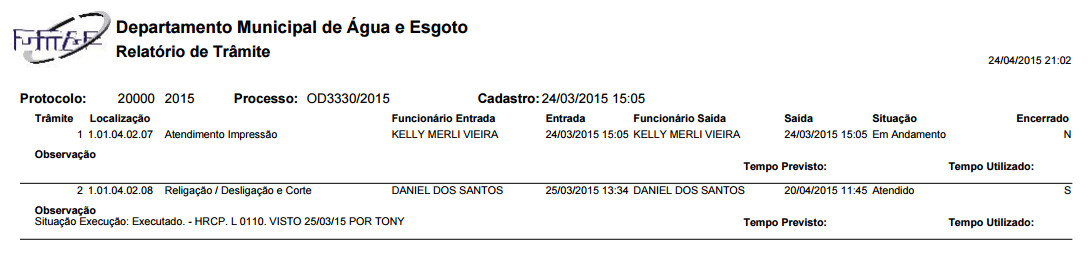 Departamento Municipal de Água e Esgoto
Relatório de Trâmite
24/04/2015 21:02
Protocolo: 20000 2015 Processo: OD3330/2015 Cadastro: 24/03/2015 15:05
Trâmite Localização Funcionário Entrada Entrada Funcionário Saída Saída Situação Encerrado
1 1.01.04.02.07 Atendimento Impressão KELLY MERLI VIEIRA 24/03/2015 15:05 KELLY MERLI VIEIRA 24/03/2015 15:05 Em Andamento N
Observação
Tempo Previsto: Tempo Utilizado:
2 1.01.04.02.08 Religação / Desligação e Corte DANIEL DOS SANTOS 25/03/2015 13:34 DANIEL DOS SANTOS 20/04/2015 11:45 Atendido S
Observação
Situação Execução: Executado. - HRCP. L 0110. VISTO 25/03/15 POR TONY Tempo Previsto: Tempo Utilizado: